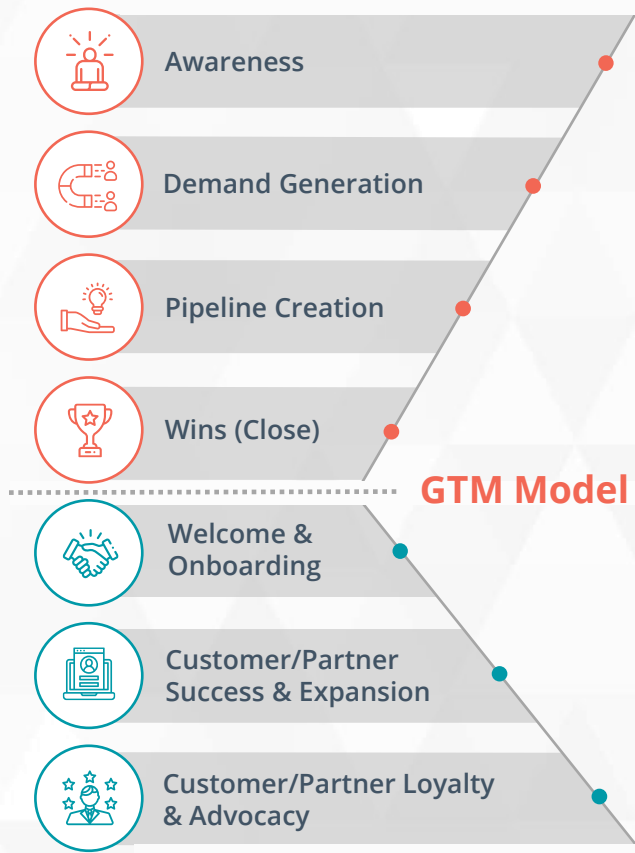 Awareness
Demand Generation
Pipeline Creation
Wins (Close)
GTM Model
Welcome &
Onboarding
Customer/Partner
Success & Expansion
Customer/Partner Loyalty
& Advocacy